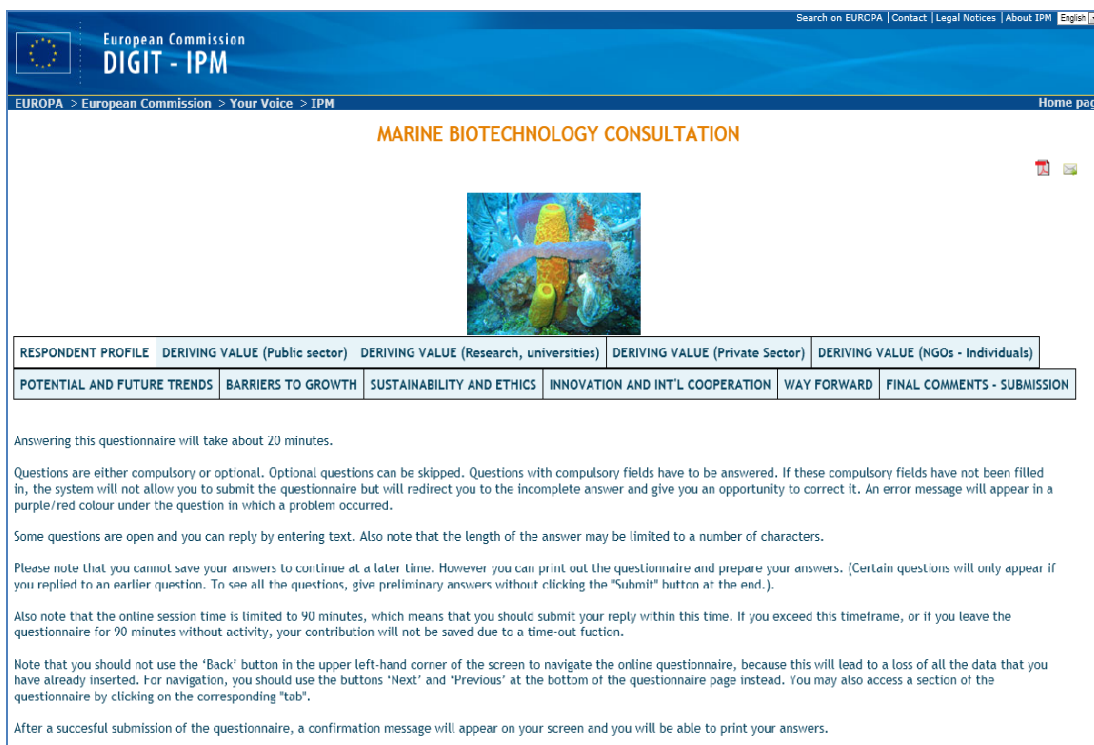 Search on EUROPA | Contact | Legal Notices | About IPM English
European Commission
DIGIT - IPM
EUROPA > European Commission > Your Voice > IPM Home pag
MARINE BIOTECHNOLOGY CONSULTATION
RESPONDENT PROFILE DERIVING VALUE (Public sector) DERIVING VALUE (Research, universities) DERIVING VALUE (Private Sector) DERIVING VALUE (NGOs - Individuals)
POTENTIAL AND FUTURE TRENDS BARRIERS TO GROWTH SUSTAINABILITY AND ETHICS INNOVATION AND INT'L COOPERATION WAY FORWARD FINAL COMMENTS - SUBMISSION
Answering this questionnaire will take about 20 minutes.
Questions are either compulsory or optional. Optional questions can be skipped. Questions with compulsory fields have to be answered. If these compulsory fields have not been filled
in, the system will not allow you to submit the questionnaire but will redirect you to the incomplete answer and give you an opportunity to correct it. An error message will appear in a
purple/red colour under the question in which a problem occurred.
Some questions are open and you can reply by entering text. Also note that the length of the answer may be limited to a number of characters.
Please note that you cannot save your answers to continue at a later time. However you can print out the questionnaire and prepare your answers. (Certain questions will only appear if
you replied to an earlier question. To see all the questions, give preliminary answers without clicking the "Submit" button at the end.).
Also note that the online session time is limited to 90 minutes, which means that you should submit your reply within this time. If you exceed this timeframe, or if you leave the
questionnaire for 90 minutes without activity, your contribution will not be saved due to a time-out fuction.
Note that you should not use the ‘Back’ button in the upper left-hand corner of the screen to navigate the online questionnaire, because this will lead to a loss of all the data that you
have already inserted. For navigation, you should use the buttons ‘Next’ and ‘Previous’ at the bottom of the questionnaire page instead. You may also access a section of the
questionnaire by clicking on the corresponding "tab".
After a succesful submission of the questionnaire, a confirmation message will appear on your screen and you will be able to print your answers.